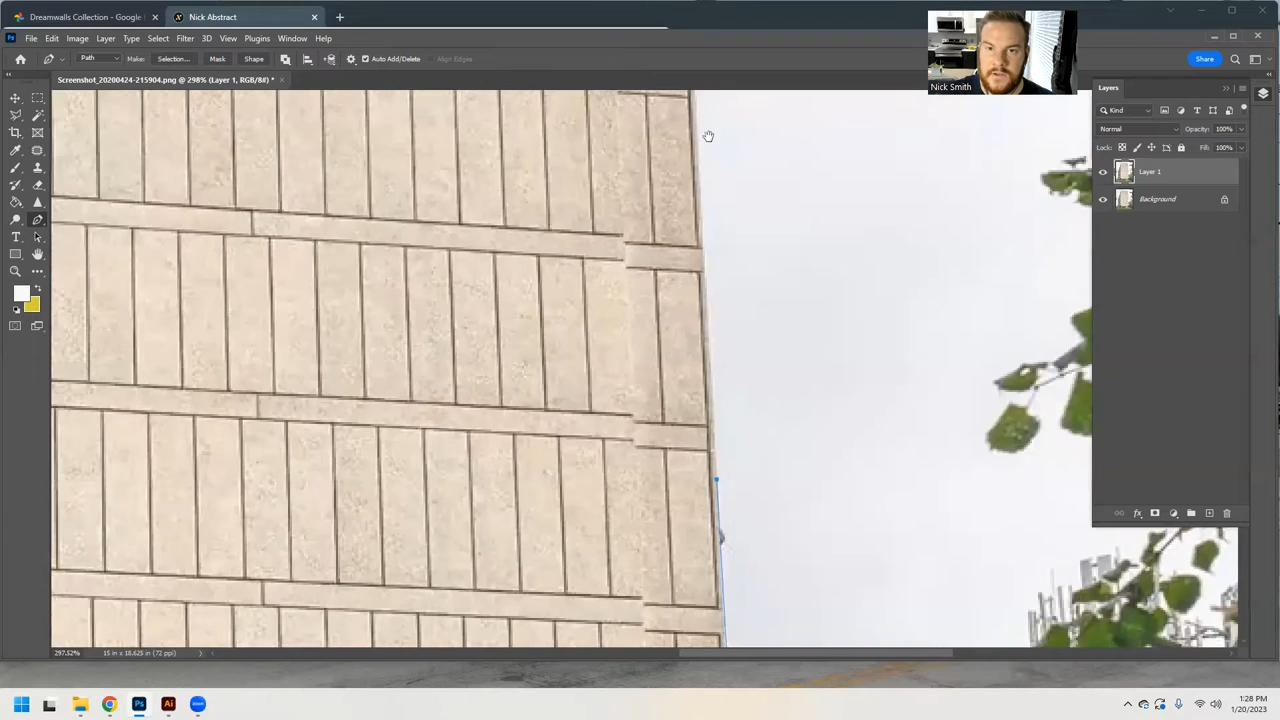 Dreamwalls Collection - Google
Nick Abstract
File Edit Image Layer Type Select Filter 3D View Plugins Window Help
Path
Make: Selection... Mask Shape
Auto Add/Delete
Align Edges
Share
Screenshot_20200424-215904.png @ 298% (Layer 1, RGB/8#) *
Nick Smith
Layers
Kind
Normal
Opacity: 100%
Lock:
Fill: 100%
Layer 1
Background
297.52%
15 in x 18.625 in (72 ppi)
Ps
Ai
zoom
1:28 PM
1/20/2023